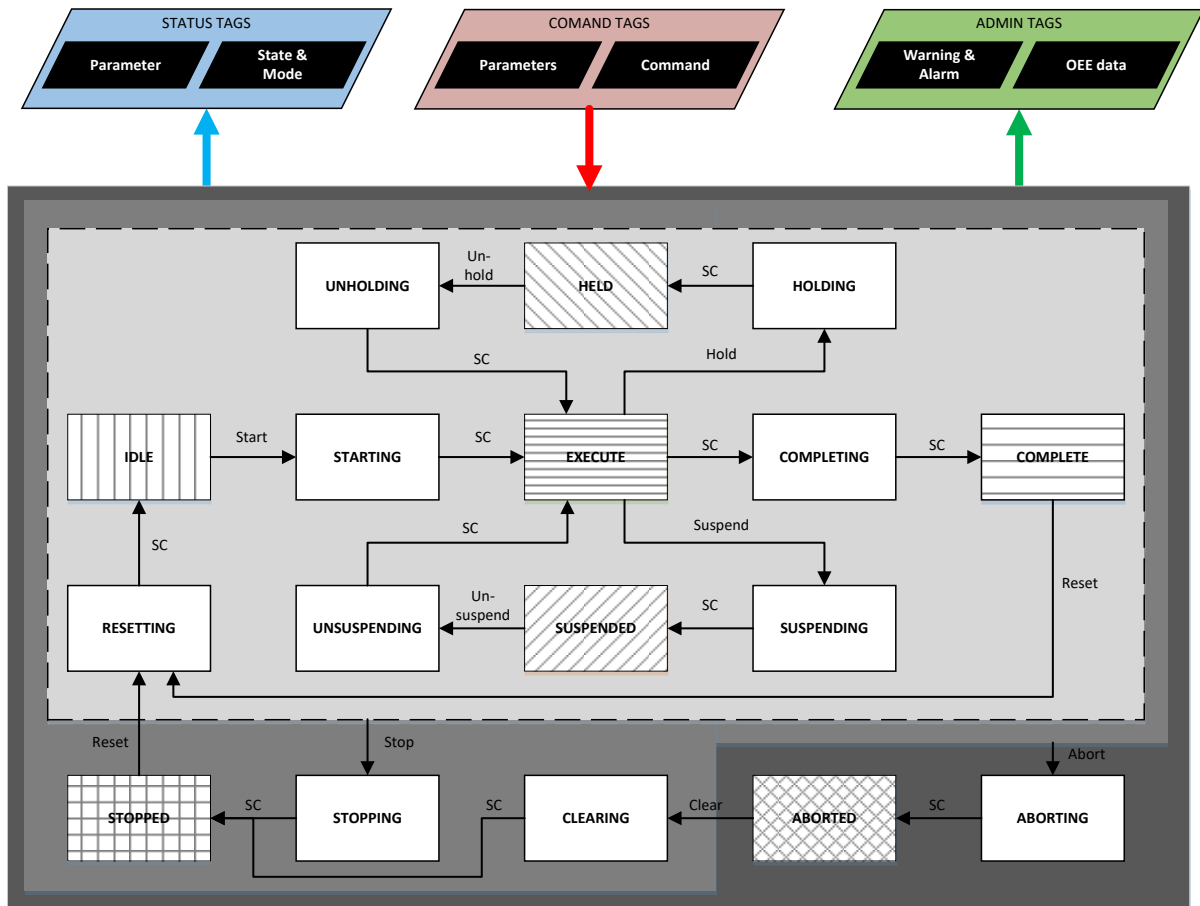 STATUS TAGS
COMAND TAGS
ADMIN TAGS
Parameter
State &
Mode
Parameters
Command
Warning &
Alarm
OEE data
UNHOLDING
Un-
hold
HELD
SC
HOLDING
SC
Hold
IDLE
Start
STARTING
SC
EXECUTE
SC
COMPLETING
SC
COMPLETE
SC
SC
Suspend
Reset
RESETTING
UNSUSPENDING
Un-
suspend
SUSPENDED
SC
SUSPENDING
Reset
Stop
Abort
STOPPED
SC
STOPPING
SC
CLEARING
Clear
ABORTED
SC
ABORTING